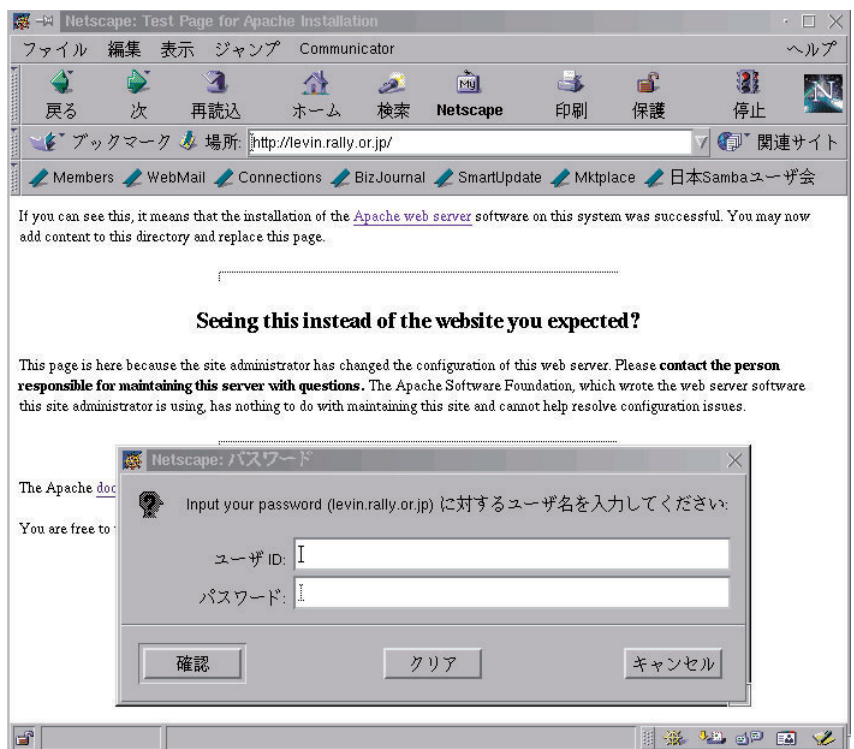 Netscape: Test Page for Apache Installation
ファイル 編集 表示 ジャンプ Communicator ヘルプ
My N
戻る 次 再読込 ホーム 検索 Netscape 印刷 保護 停止
ブックマーク 場所: http://levin.rally.or.jp/ 関連サイト
Members WebMail Connections BizJournal SmartUpdate Mktplace 日本Sambaユーザ会
If you can see this, it means that the installation of the Apache web server software on this system was successful. You may now
add content to this directory and replace this page.
Seeing this instead of the website you expected?
This page is here because the site administrator has changed the configuration of this web server. Please contact the person
responsible for maintaining this server with questions. The Apache Software Foundation, which wrote the web server software
this site administrator is using, has nothing to do with maintaining this site and cannot help resolve configuration issues.
The Apache doc
You are free to
Netscape: パスワード
Input your password (levin.rally.or.jp) に対するユーザ名を入力してください:
ユーザ ID:
パスワード:
確認 クリア キャンセル